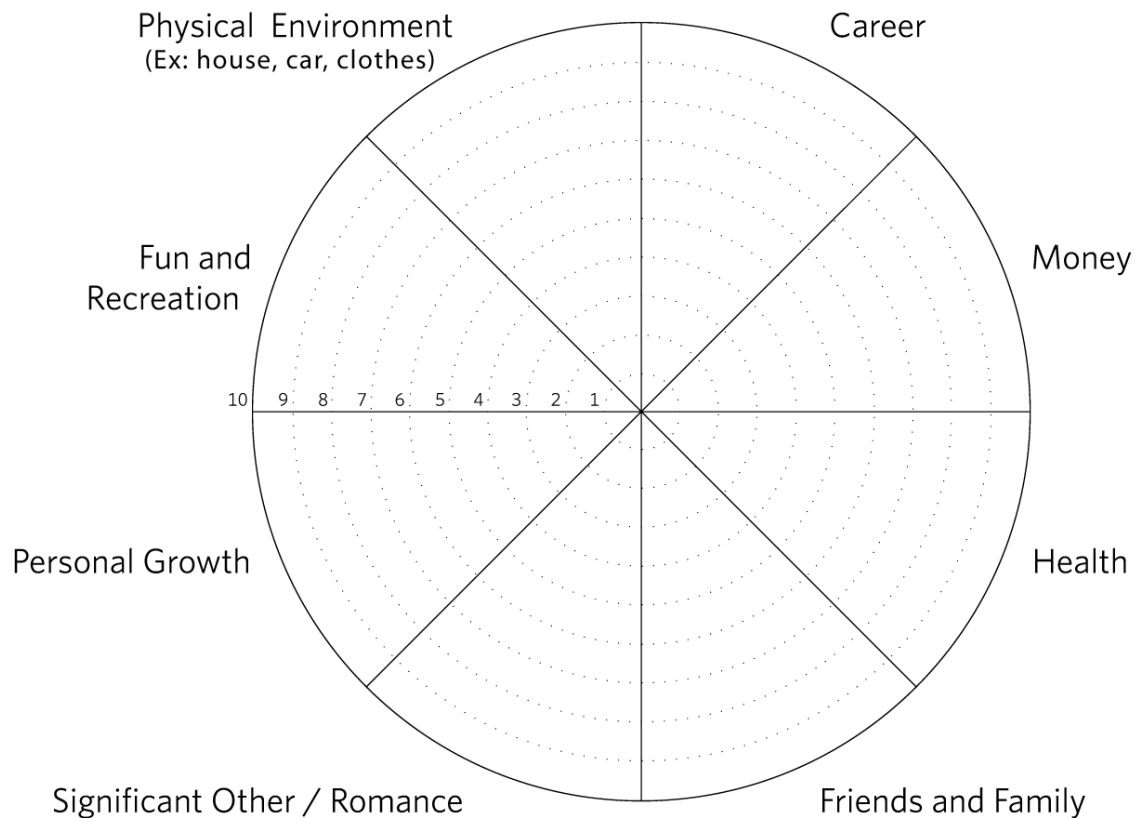 Physical Environment
(Ex: house, car, clothes)
Career
Fun and
Recreation
Money
10 9 8 7 6 5 4 3 2 1
Personal Growth
Health
Significant Other / Romance
Friends and Family